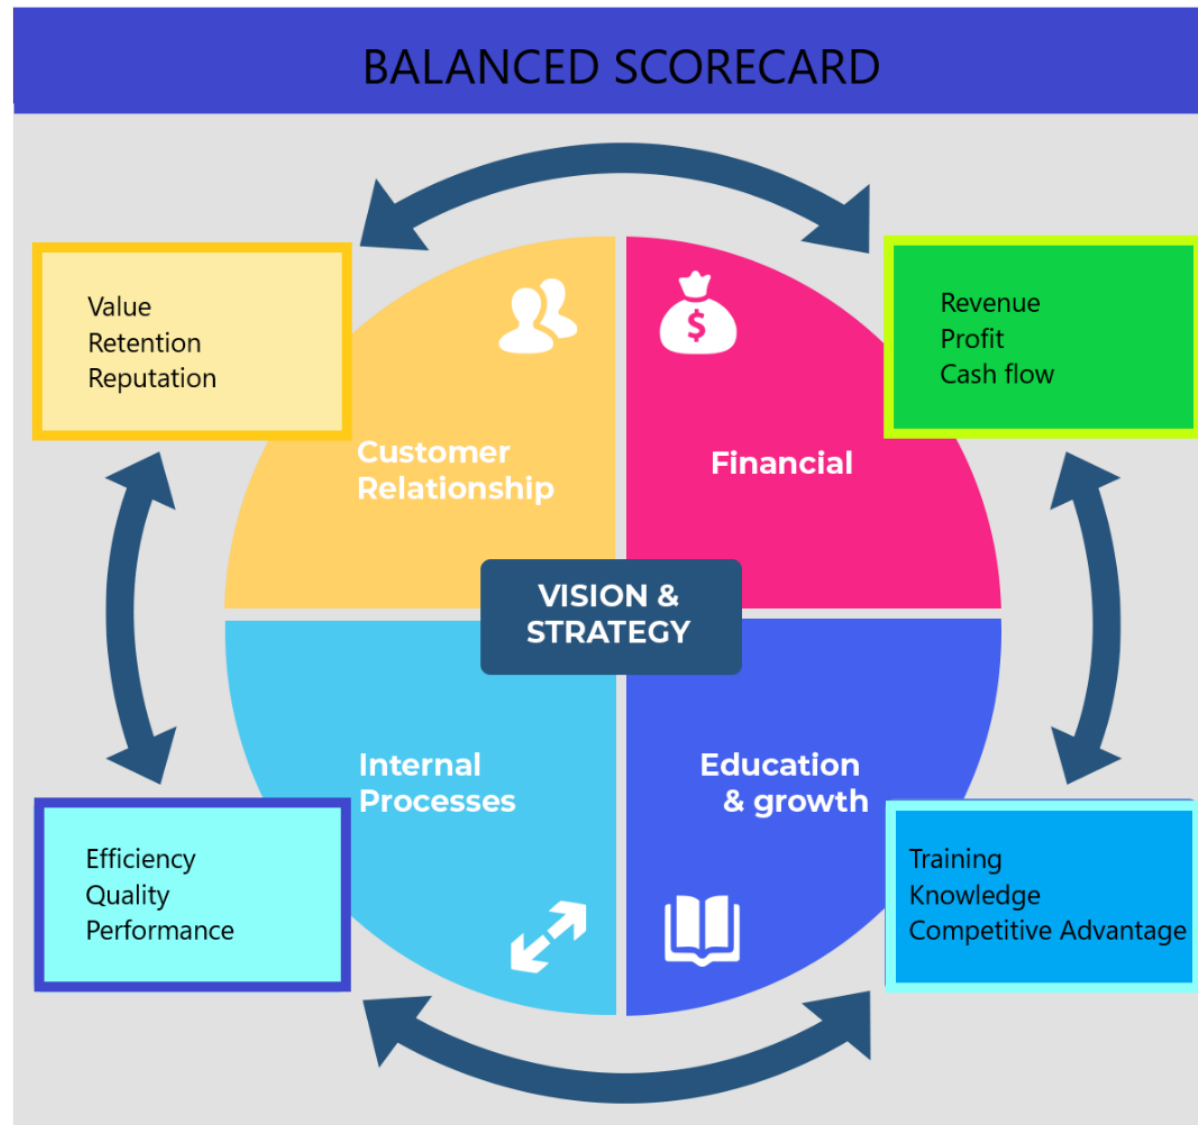 BALANCED SCORECARD
Value
Retention
Reputation
Revenue
Profit
Cash flow
Customer
Relationship
Financial
$
VISION &
STRATEGY
Internal
Processes
Education
& growth
Efficiency
Quality
Performance
Training
Knowledge
Competitive Advantage